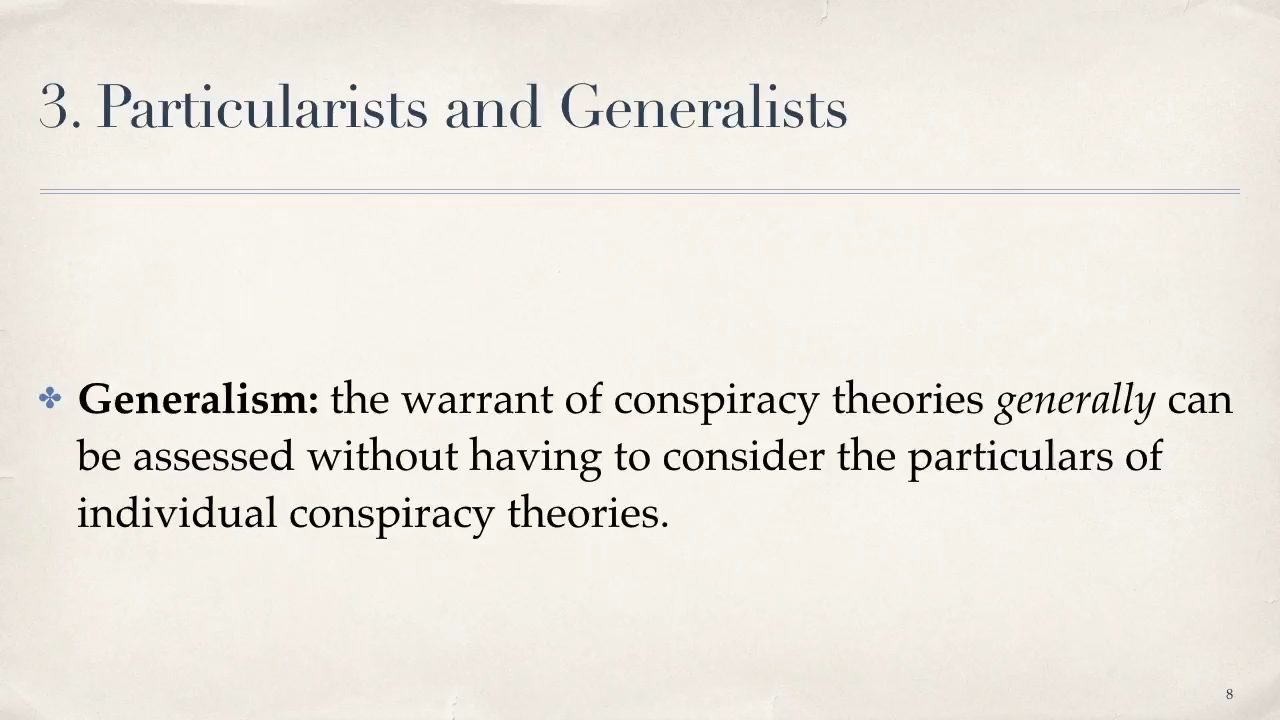 3. Particularists and Generalists
✤ Generalism: the warrant of conspiracy theories generally can
be assessed without having to consider the particulars of
individual conspiracy theories.
8